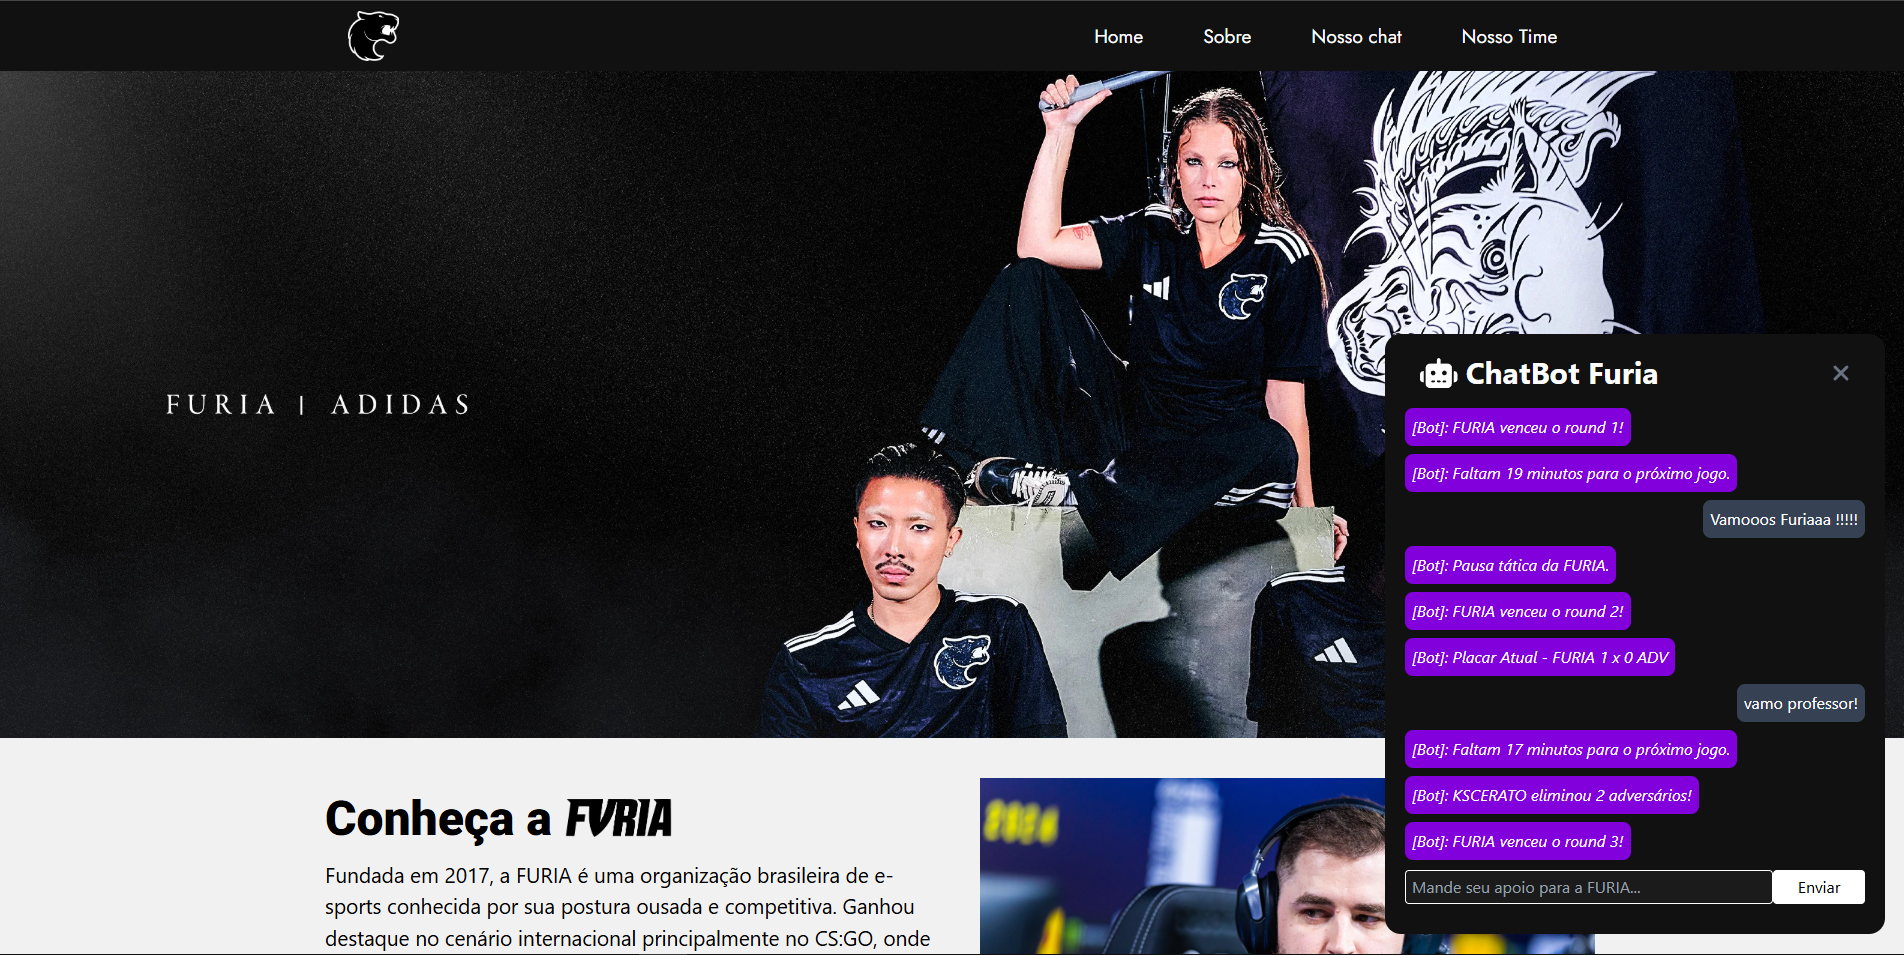 Home
Sobre
Nosso chat
Nosso Time
FURIA | ADIDAS
ChatBot Furia
[Bot]: FURIA venceu o round 1!
[Bot]: Faltam 19 minutos para o próximo jogo.
Vamooos Furiaaa !!!!!
[Bot]: Pausa tática da FURIA.
[Bot]: FURIA venceu o round 2!
[Bot]: Placar Atual - FURIA 1 x 0 ADV
vamo professor!
[Bot]: Faltam 17 minutos para o próximo jogo.
[Bot]: KSCERATO eliminou 2 adversários!
[Bot]: FURIA venceu o round 3!
Mande seu apoio para a FURIA...
Enviar
Conheça a FURIA
Fundada em 2017, a FURIA é uma organização brasileira de e-
sports conhecida por sua postura ousada e competitiva. Ganhou
destaque no cenário internacional principalmente no CS:GO, onde
2024